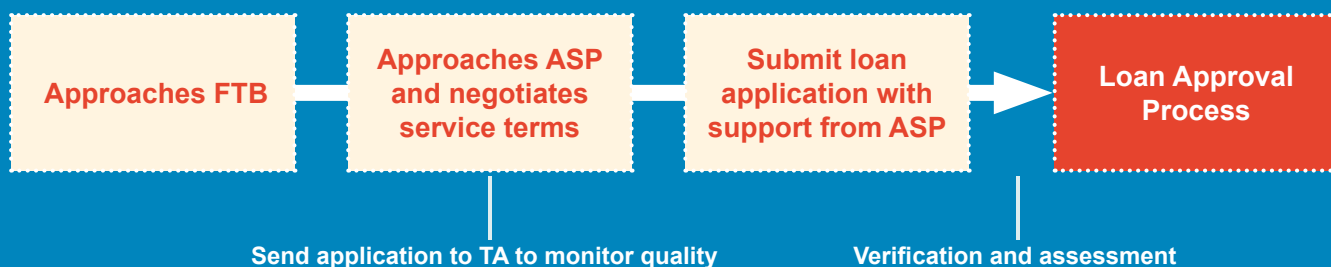 Approaches FTB
Approaches ASP
and negotiates
service terms
Submit loan
application with
support from ASP
Loan Approval
Process
Send application to TA to monitor quality
Verification and assessment